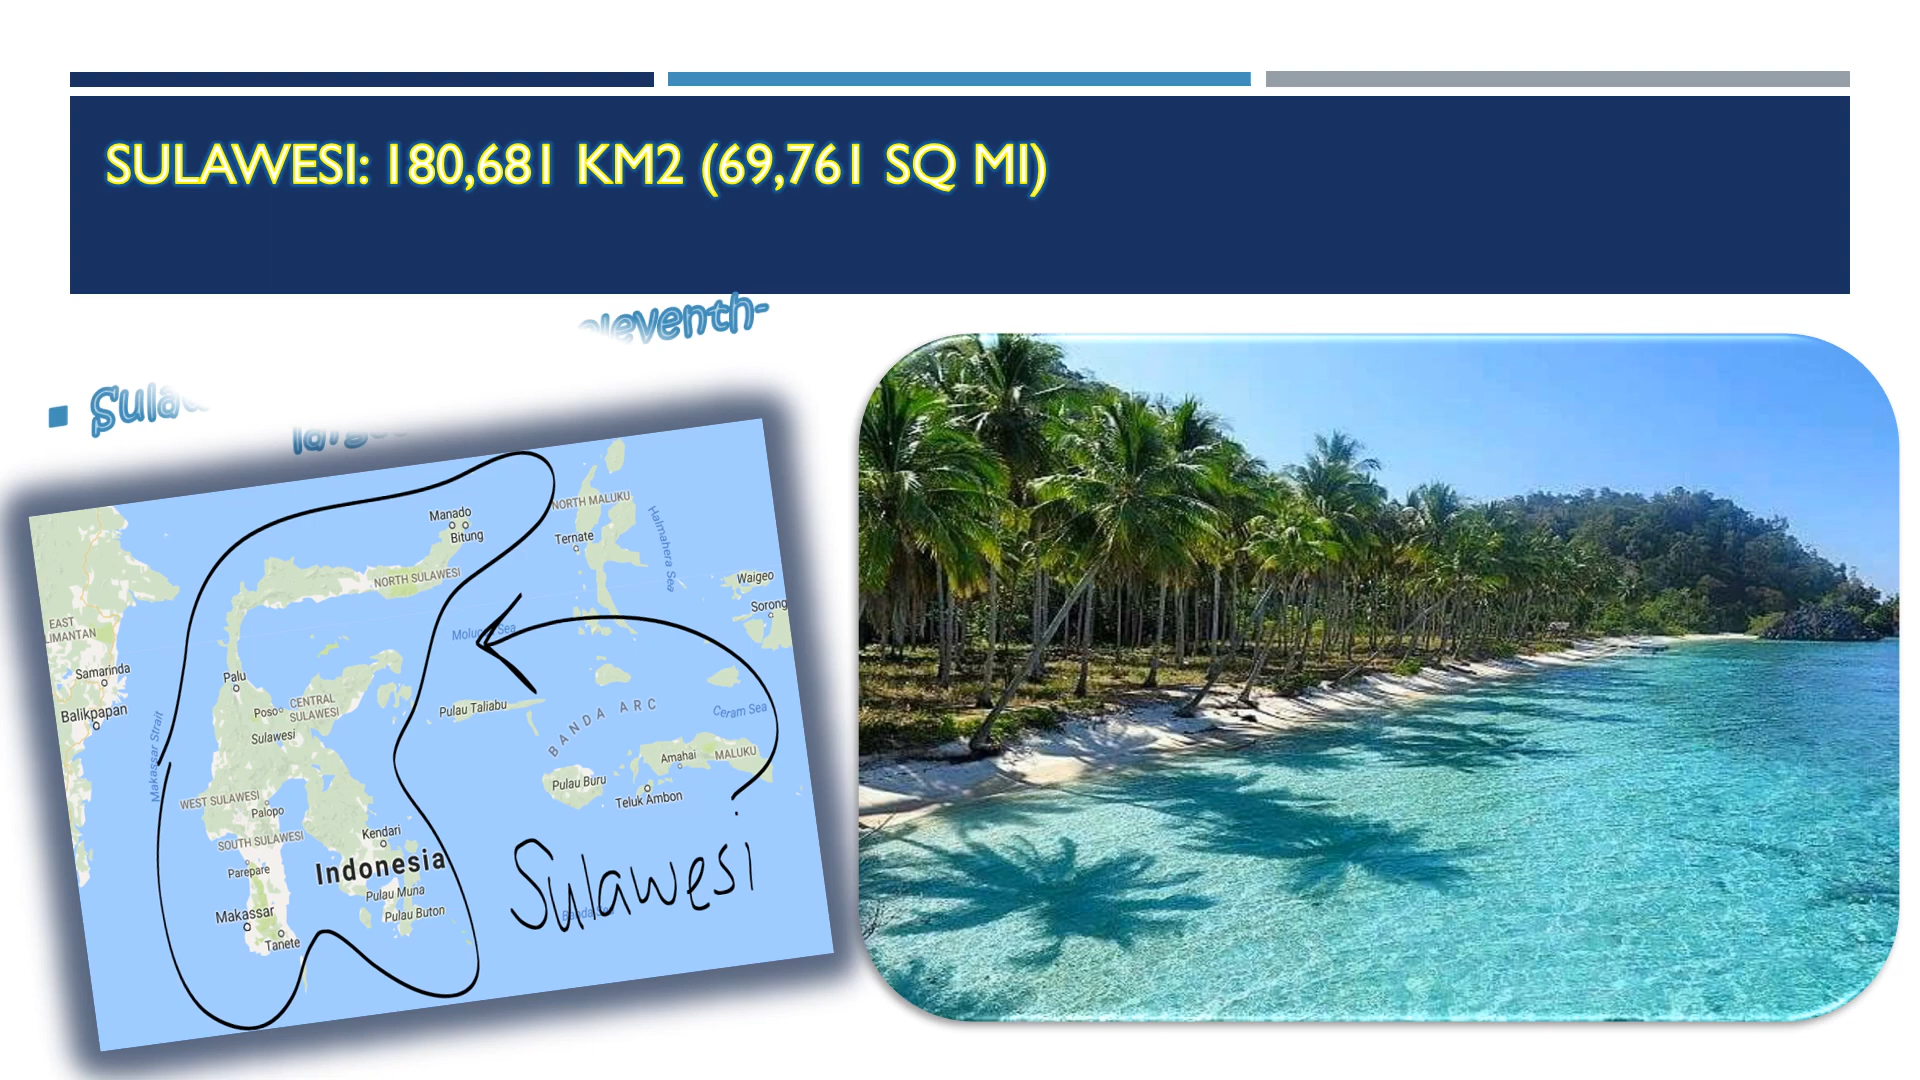 SULAWESI: 180,681 KM2 (69,761 SQ MI)
eleventh-
Manado
Bitung
NORTH MALUKU
Ternate
Halmahera Sea
NORTH SULAWESI
Waigeo
Sorong
EAST
LIMANTAN
Samarinda
Balikpapan
Makassar Strait
Palu
Poso
CENTRAL
SULAWESI
Sulawesi
Pulau Taliabu
BANDA ARC
Ceram Sea
Amahai
MALUKU
Pulau Buru
Teluk Ambon
WEST SULAWESI
Palopo
SOUTH SULAWESI
Parepare
Kendari
Indonesia
Pulau Muna
Pulau Buton
Makassar
Tanete
Sulawesi
Banda Sea